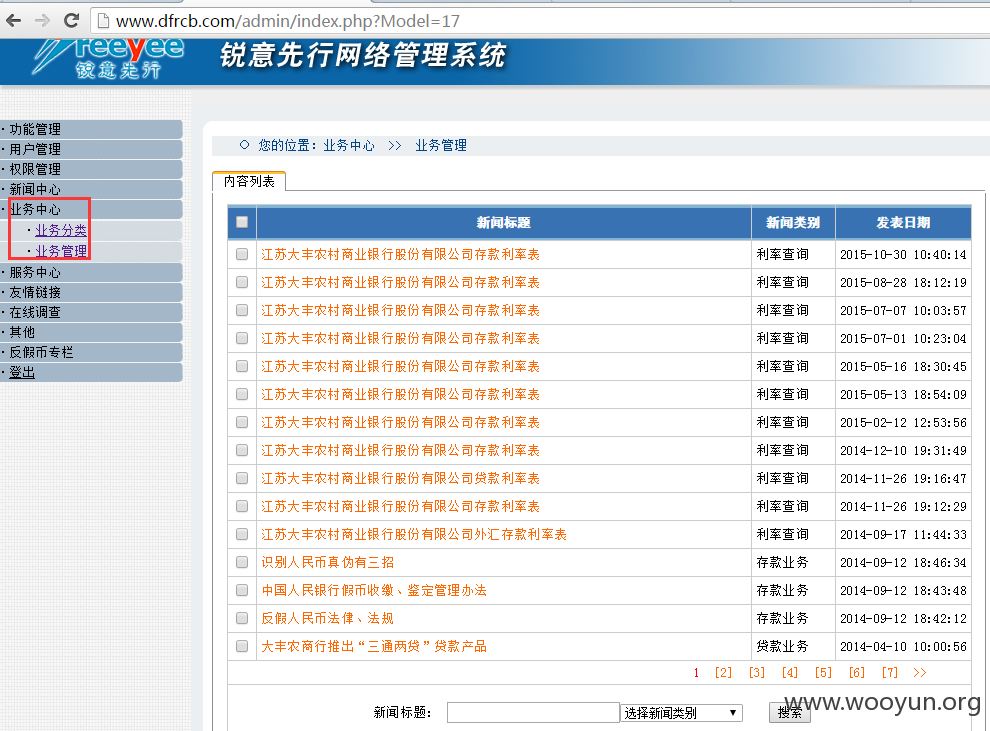 www.dfrcb.com/admin/index.php?Model=17
Freeyee
锐意先行
锐意先行网络管理系统
· 功能管理
· 用户管理
· 权限管理
· 新闻中心
· 业务中心
· 业务分类
· 业务管理
· 服务中心
· 友情链接
· 在线调查
· 其他
· 反假币专栏
· 登出
您的位置：业务中心 >> 业务管理
内容列表
新闻标题 新闻类别 发表日期
江苏大丰农村商业银行股份有限公司存款利率表 利率查询 2015-10-30 10:40:14
江苏大丰农村商业银行股份有限公司存款利率表 利率查询 2015-08-28 18:12:19
江苏大丰农村商业银行股份有限公司存款利率表 利率查询 2015-07-07 10:03:57
江苏大丰农村商业银行股份有限公司存款利率表 利率查询 2015-07-01 10:23:04
江苏大丰农村商业银行股份有限公司存款利率表 利率查询 2015-05-16 18:30:45
江苏大丰农村商业银行股份有限公司存款利率表 利率查询 2015-05-13 18:54:09
江苏大丰农村商业银行股份有限公司存款利率表 利率查询 2015-02-12 12:53:56
江苏大丰农村商业银行股份有限公司存款利率表 利率查询 2014-12-10 19:31:49
江苏大丰农村商业银行股份有限公司贷款利率表 利率查询 2014-11-26 19:16:47
江苏大丰农村商业银行股份有限公司存款利率表 利率查询 2014-11-26 19:12:29
江苏大丰农村商业银行股份有限公司外汇存款利率表 利率查询 2014-09-17 11:44:33
识别人民币真伪有三招 存款业务 2014-09-12 18:46:34
中国人民银行假币收缴、鉴定管理办法 存款业务 2014-09-12 18:43:48
反假人民币法律、法规 存款业务 2014-09-12 18:42:12
大丰农商行推出“三通两贷”贷款产品 贷款业务 2014-04-10 10:00:56
1 [2] [3] [4] [5] [6] [7] >>
新闻标题： 选择新闻类别 搜索
www.wooyun.org